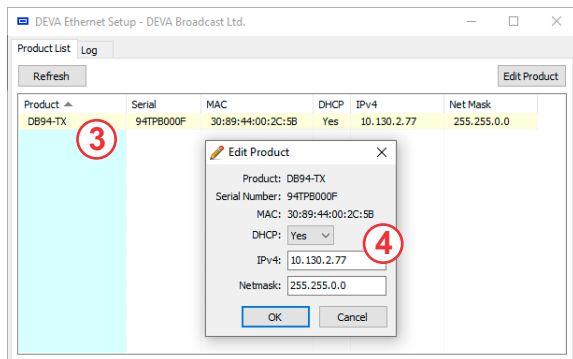 DEVA Ethernet Setup - DEVA Broadcast Ltd.
Product List Log
Refresh Edit Product
Product Serial MAC DHCP IPv4 Net Mask
DB94-TX 94TPB000F 30:89:44:00:2C:5B Yes 10.130.2.77 255.255.0.0
3
Edit Product
Product: DB94-TX
Serial Number: 94TPB000F
MAC: 30:89:44:00:2C:5B
DHCP: Yes
4
IPv4: 10.130.2.77
Netmask: 255.255.0.0
OK Cancel